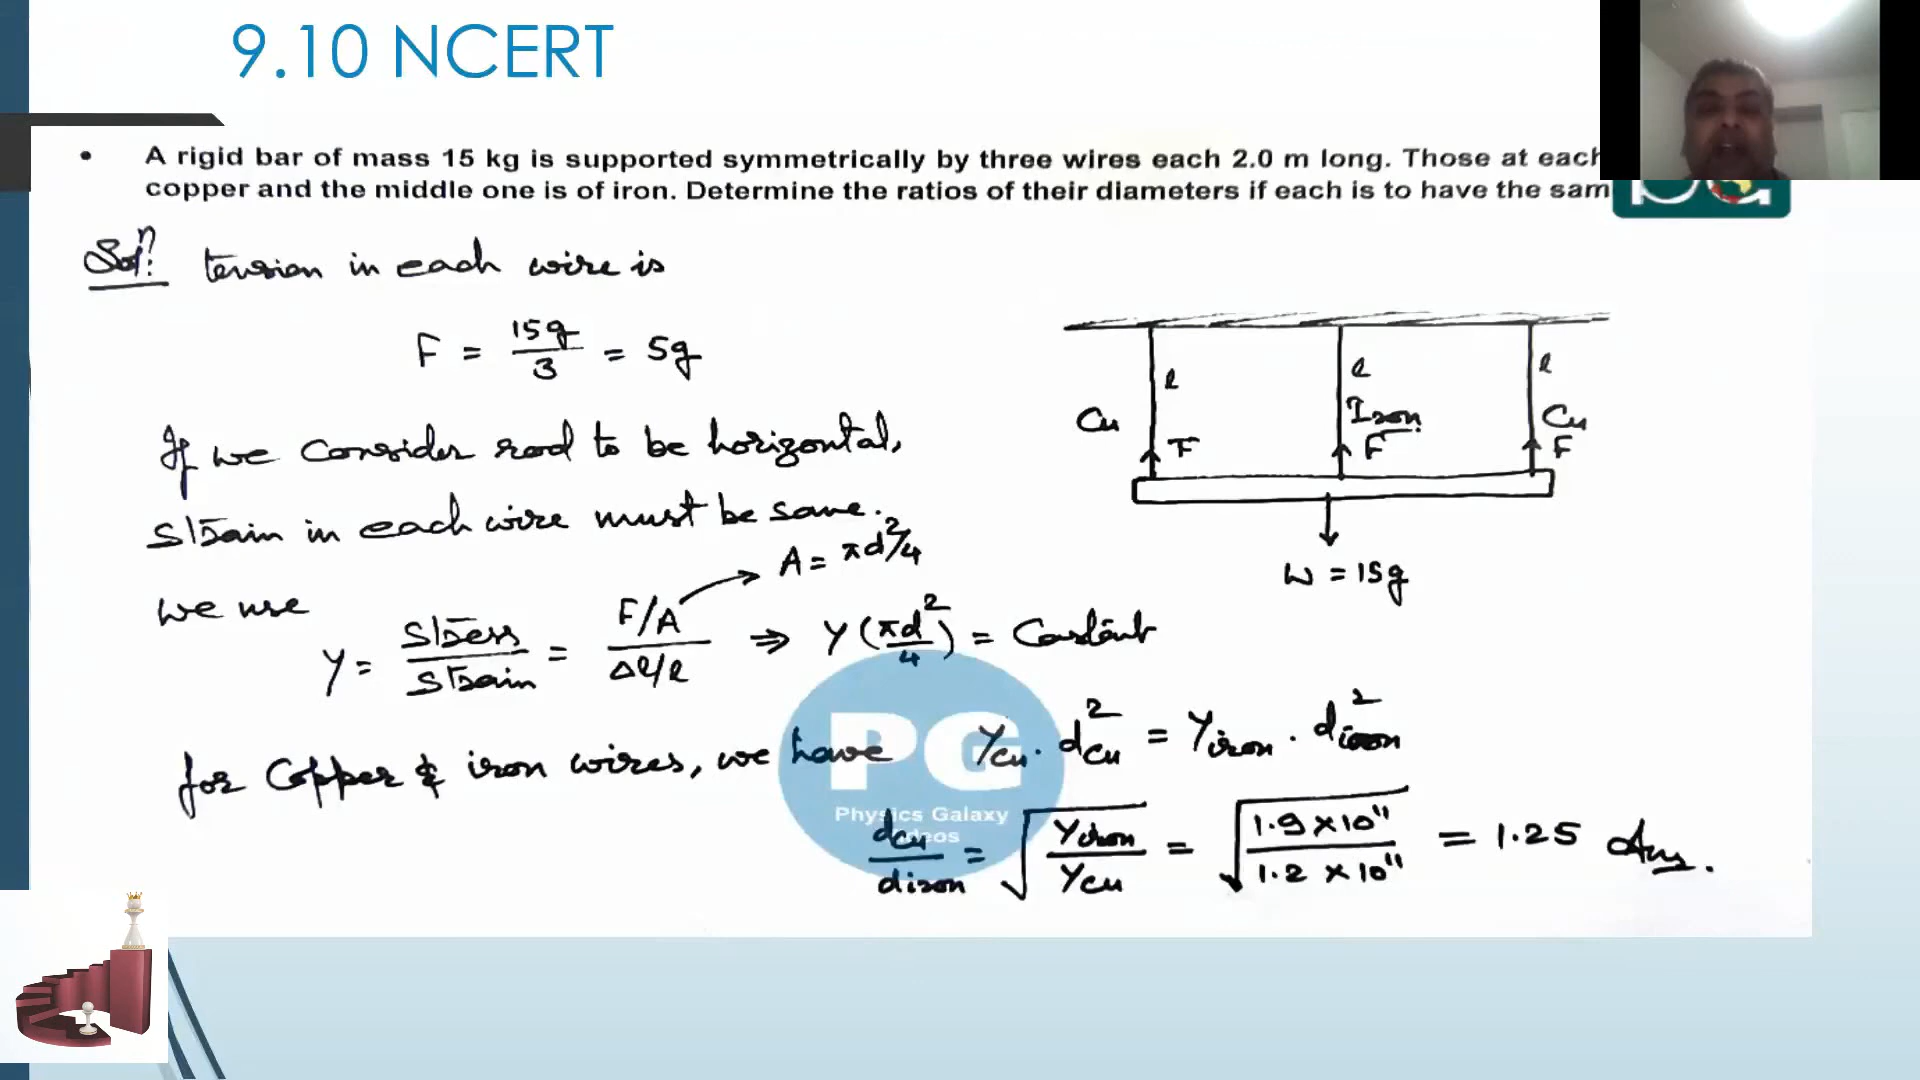 9.10 NCERT
• A rigid bar of mass 15 kg is supported symmetrically by three wires each 2.0 m long. Those at each
copper and the middle one is of iron. Determine the ratios of their diameters if each is to have the sam
Solⁿ: tension in each wire is
F = 15g/3 = 5g
If we consider rod to be horizontal,
strain in each wire must be same.
A = πd²/4
we use
Y = Stress/Strain = (F/A)/(Δl/l) ⇒ Y(πd²/4) = Constant
for Copper & iron wires, we have Ycu · dcu² = Yiron · diron²
dcu/diron = √(Yiron/Ycu) = √(1.9 × 10¹¹/1.2 × 10¹¹) = 1.25 Ans.
l
l
l
Cu
Iron
Cu
F
F
F
W = 15g
PG
Physics Galaxy